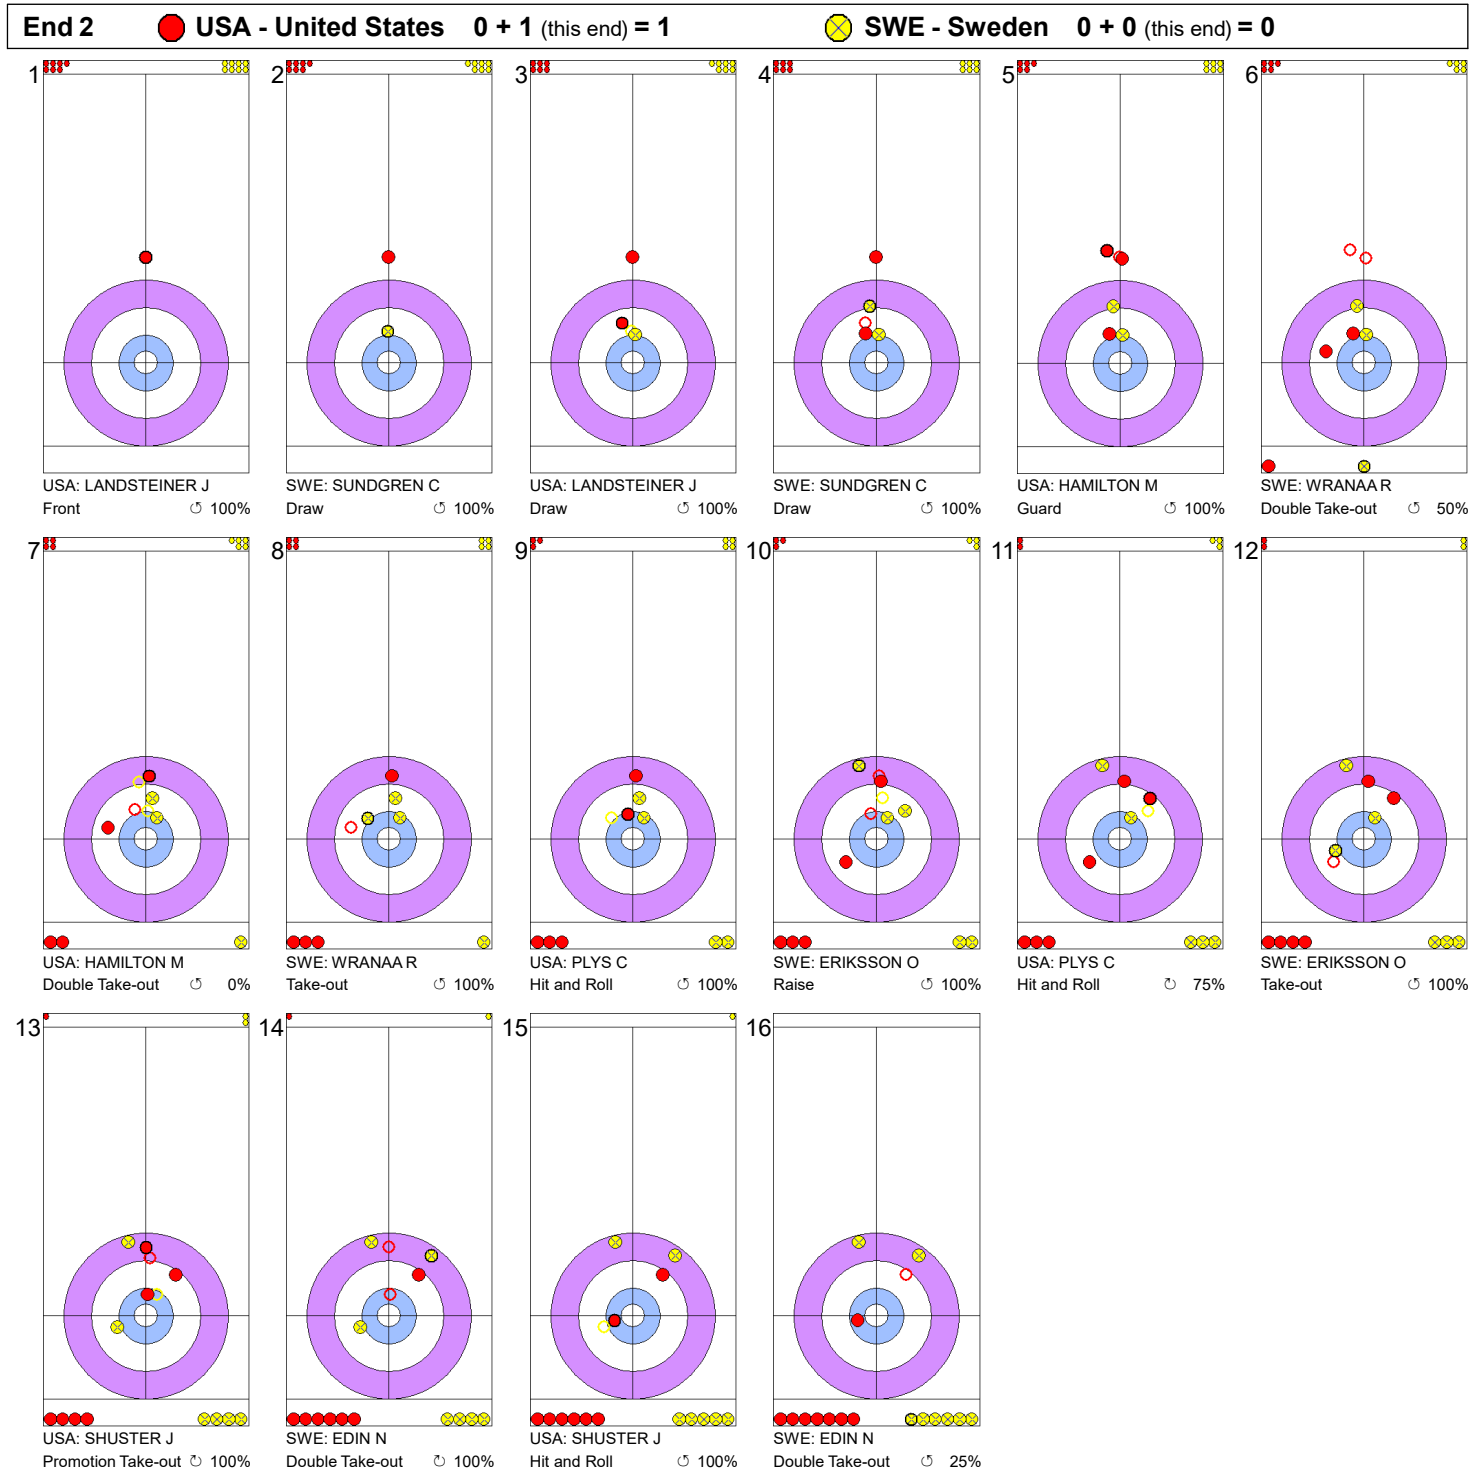 End 2 USA - United States 0 + 1 (this end) = 1 SWE - Sweden 0 + 0 (this end) = 0
1 2 3 4 5 6
USA: LANDSTEINER J SWE: SUNDGREN C USA: LANDSTEINER J SWE: SUNDGREN C USA: HAMILTON M SWE: WRANAA R
Front ↺ 100% Draw ↺ 100% Draw ↺ 100% Draw ↺ 100% Guard ↺ 100% Double Take-out ↺ 50%
7 8 9 10 11 12
USA: HAMILTON M SWE: WRANAA R USA: PLYS C SWE: ERIKSSON O USA: PLYS C SWE: ERIKSSON O
Double Take-out ↺ 0% Take-out ↺ 100% Hit and Roll ↺ 100% Raise ↺ 100% Hit and Roll ↻ 75% Take-out ↺ 100%
13 14 15 16
USA: SHUSTER J SWE: EDIN N USA: SHUSTER J SWE: EDIN N
Promotion Take-out ↻ 100% Double Take-out ↻ 100% Hit and Roll ↺ 100% Double Take-out ↺ 25%